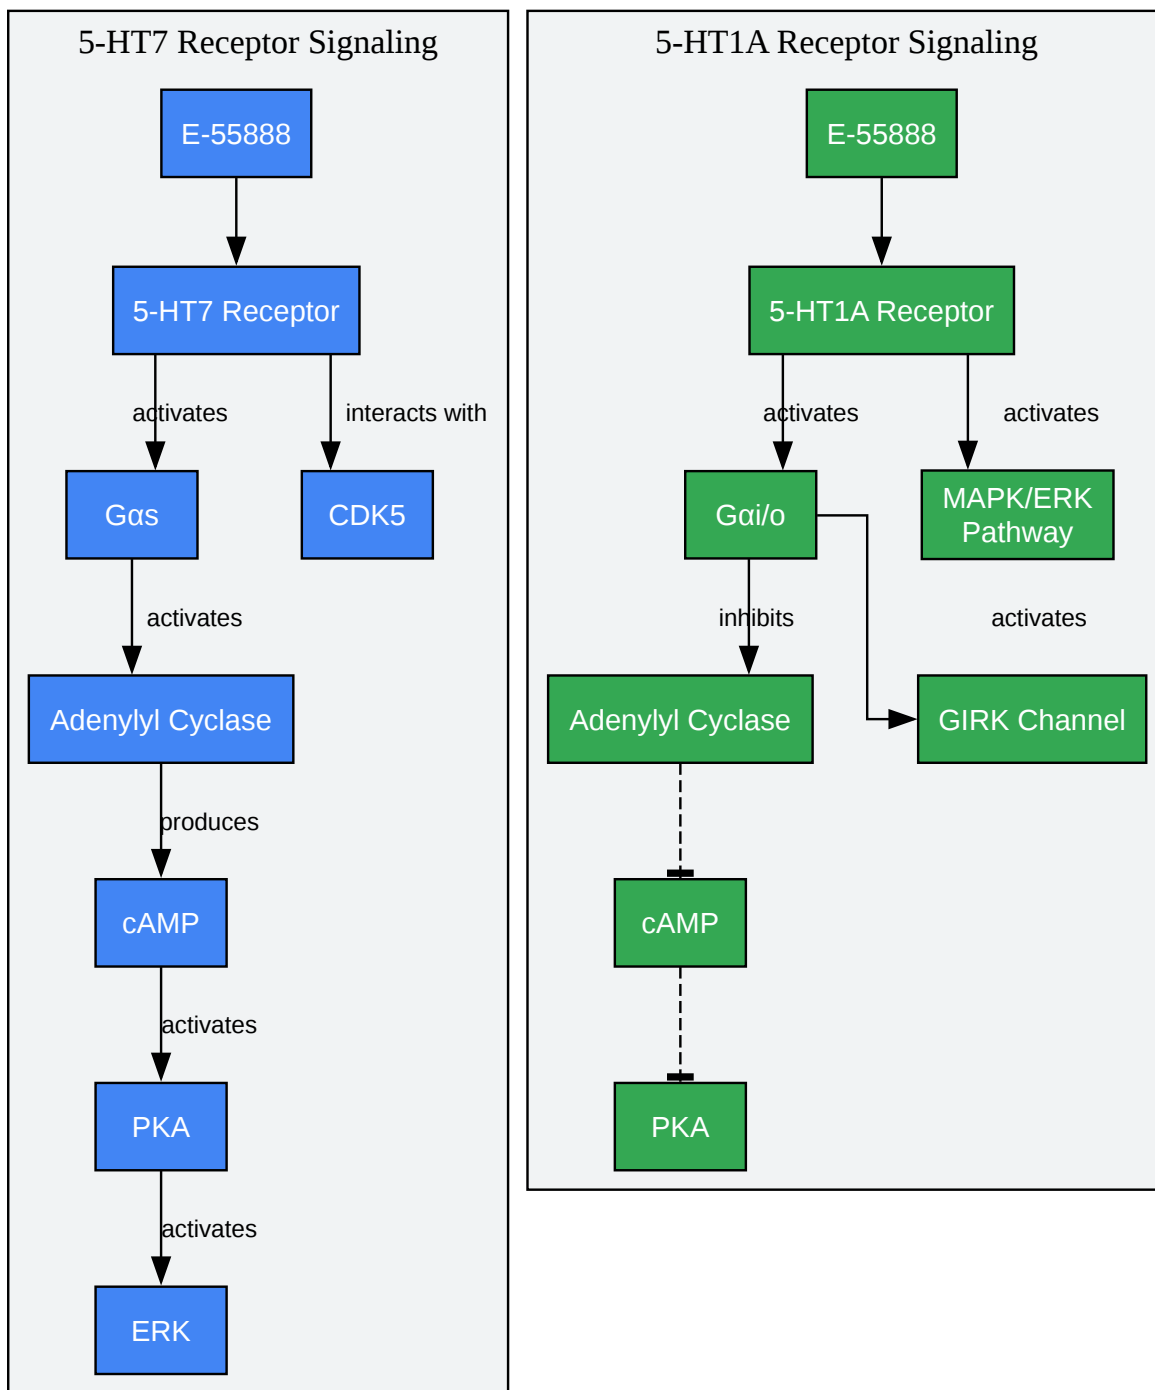 5-HT7 Receptor Signaling
E-55888
5-HT7 Receptor
activates
interacts with
Gαs
CDK5
activates
Adenylyl Cyclase
produces
cAMP
activates
PKA
activates
ERK
5-HT1A Receptor Signaling
E-55888
5-HT1A Receptor
activates
activates
Gαi/o
MAPK/ERK
Pathway
inhibits
activates
Adenylyl Cyclase
GIRK Channel
cAMP
PKA